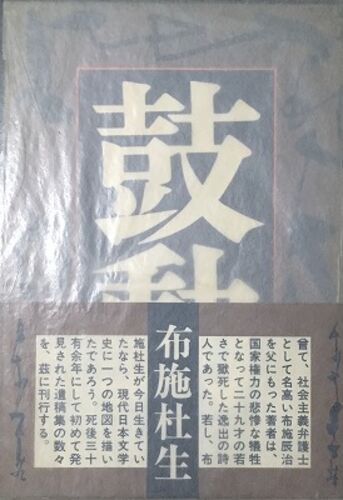 鼓動
布施杜生
曾て、社会主義弁護士
として名高い布施辰治
を父にもった著者は、
国家権力の悲惨な犠牲
となって二十九才の若
さで獄死した逸出の詩
人であった。若し、布
施杜生が今日生きてい
たなら、現代日本文学
史に一つの地図を描い
たであろう。死後三十
有余年にして初めて発
見された遺稿集の数々
を、茲に刊行する。